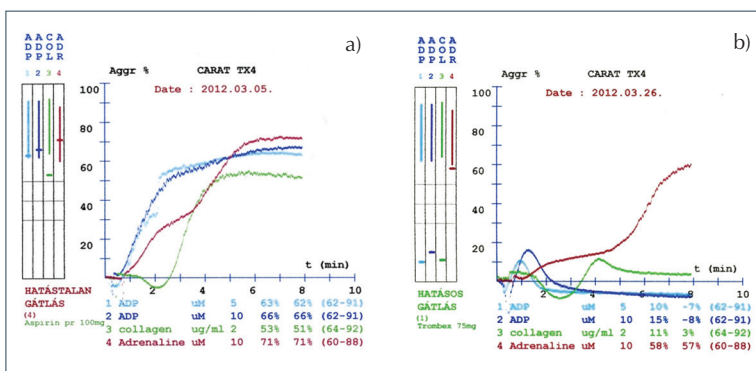 a)
A A C A
D D O D
P P L R
1 2 3 4
Aggr % CARAT TX4
Date : 2012.03.05.
100
80
60
40
20
t (min)
2 4 6 8
HATÁSTALAN
GÁTLÁS
(4)
Aspirin pr 100mg
1 ADP uM 5 63% 62% (62-91)
2 ADP uM 10 66% 66% (62-91)
3 collagen ug/ml 2 53% 51% (64-92)
4 Adrenaline uM 10 71% 71% (60-88)
b)
A A C A
D D O D
P P L R
1 2 3 4
Aggr % CARAT TX4
Date : 2012.03.26.
100
80
60
40
20
t (min)
2 4 6 8
HATÁSOS
GÁTLÁS
(1)
Trombex 75mg
1 ADP uM 5 10% -7% (62-91)
2 ADP uM 10 15% -8% (62-91)
3 collagen ug/ml 2 11% 3% (64-92)
4 Adrenaline uM 10 58% 57% (60-88)